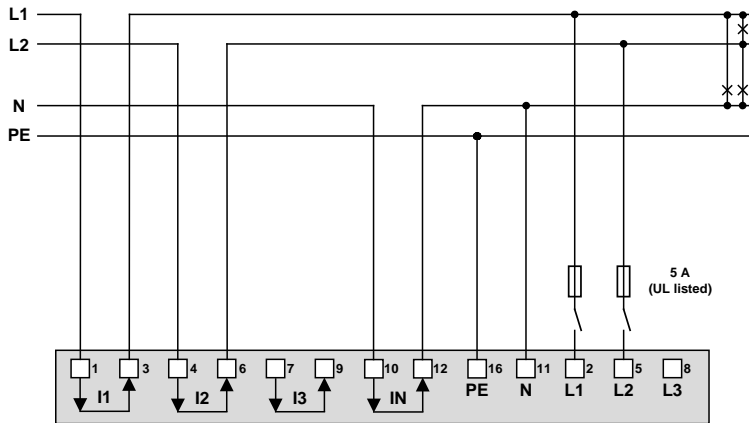 L1
L2
N
PE
5 A
(UL listed)
1 3 4 6 7 9 10 12 16 11 2 5 8
I1 I2 I3 IN PE N L1 L2 L3